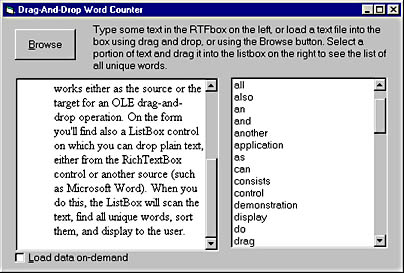 Drag-And-Drop Word Counter
Browse
Type some text in the RTFbox on the left, or load a text file into the
box using drag and drop, or using the Browse button. Select a
portion of text and drag it into the listbox on the right to see the list of
all unique words.
works either as the source or the
target for an OLE drag-and-
drop operation. On the form
you'll find also a ListBox control
on which you can drop plain text,
either from the RichTextBox
control or another source (such
as Microsoft Word). When you
do this, the ListBox will scan the
text, find all unique words, sort
them, and display to the user.
all
also
an
and
another
application
as
can
consists
control
demonstration
display
do
drag
Load data on-demand